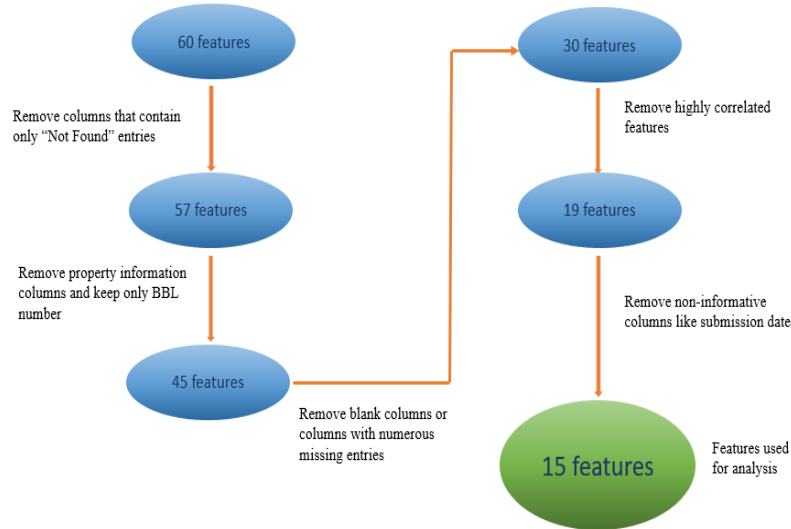 60 features
Remove columns that contain
only “Not Found” entries
57 features
Remove property information
columns and keep only BBL
number
45 features
Remove blank columns or
columns with numerous
missing entries
30 features
Remove highly correlated
features
19 features
Remove non-informative
columns like submission date
15 features
Features used
for analysis